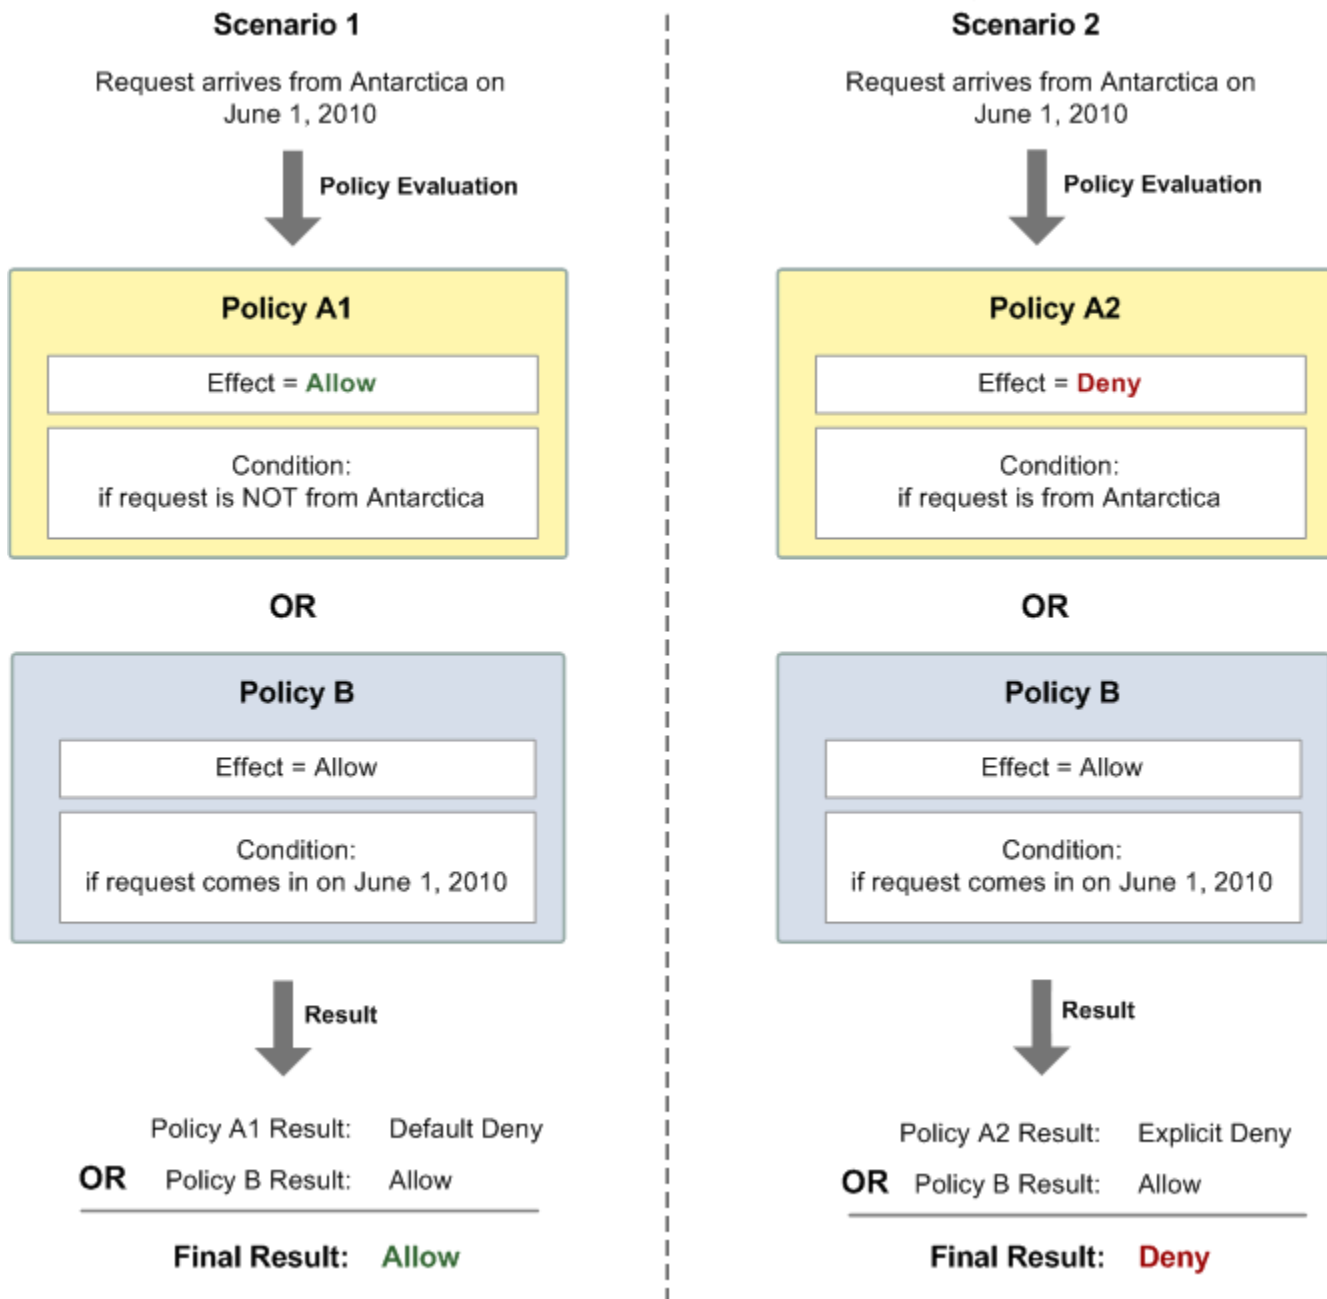 Scenario 1
Request arrives from Antarctica on
June 1, 2010
Policy Evaluation
Policy A1
Effect = Allow
Condition:
if request is NOT from Antarctica
OR
Policy B
Effect = Allow
Condition:
if request comes in on June 1, 2010
Result
Policy A1 Result: Default Deny
OR Policy B Result: Allow
Final Result: Allow
Scenario 2
Request arrives from Antarctica on
June 1, 2010
Policy Evaluation
Policy A2
Effect = Deny
Condition:
if request is from Antarctica
OR
Policy B
Effect = Allow
Condition:
if request comes in on June 1, 2010
Result
Policy A2 Result: Explicit Deny
OR Policy B Result: Allow
Final Result: Deny